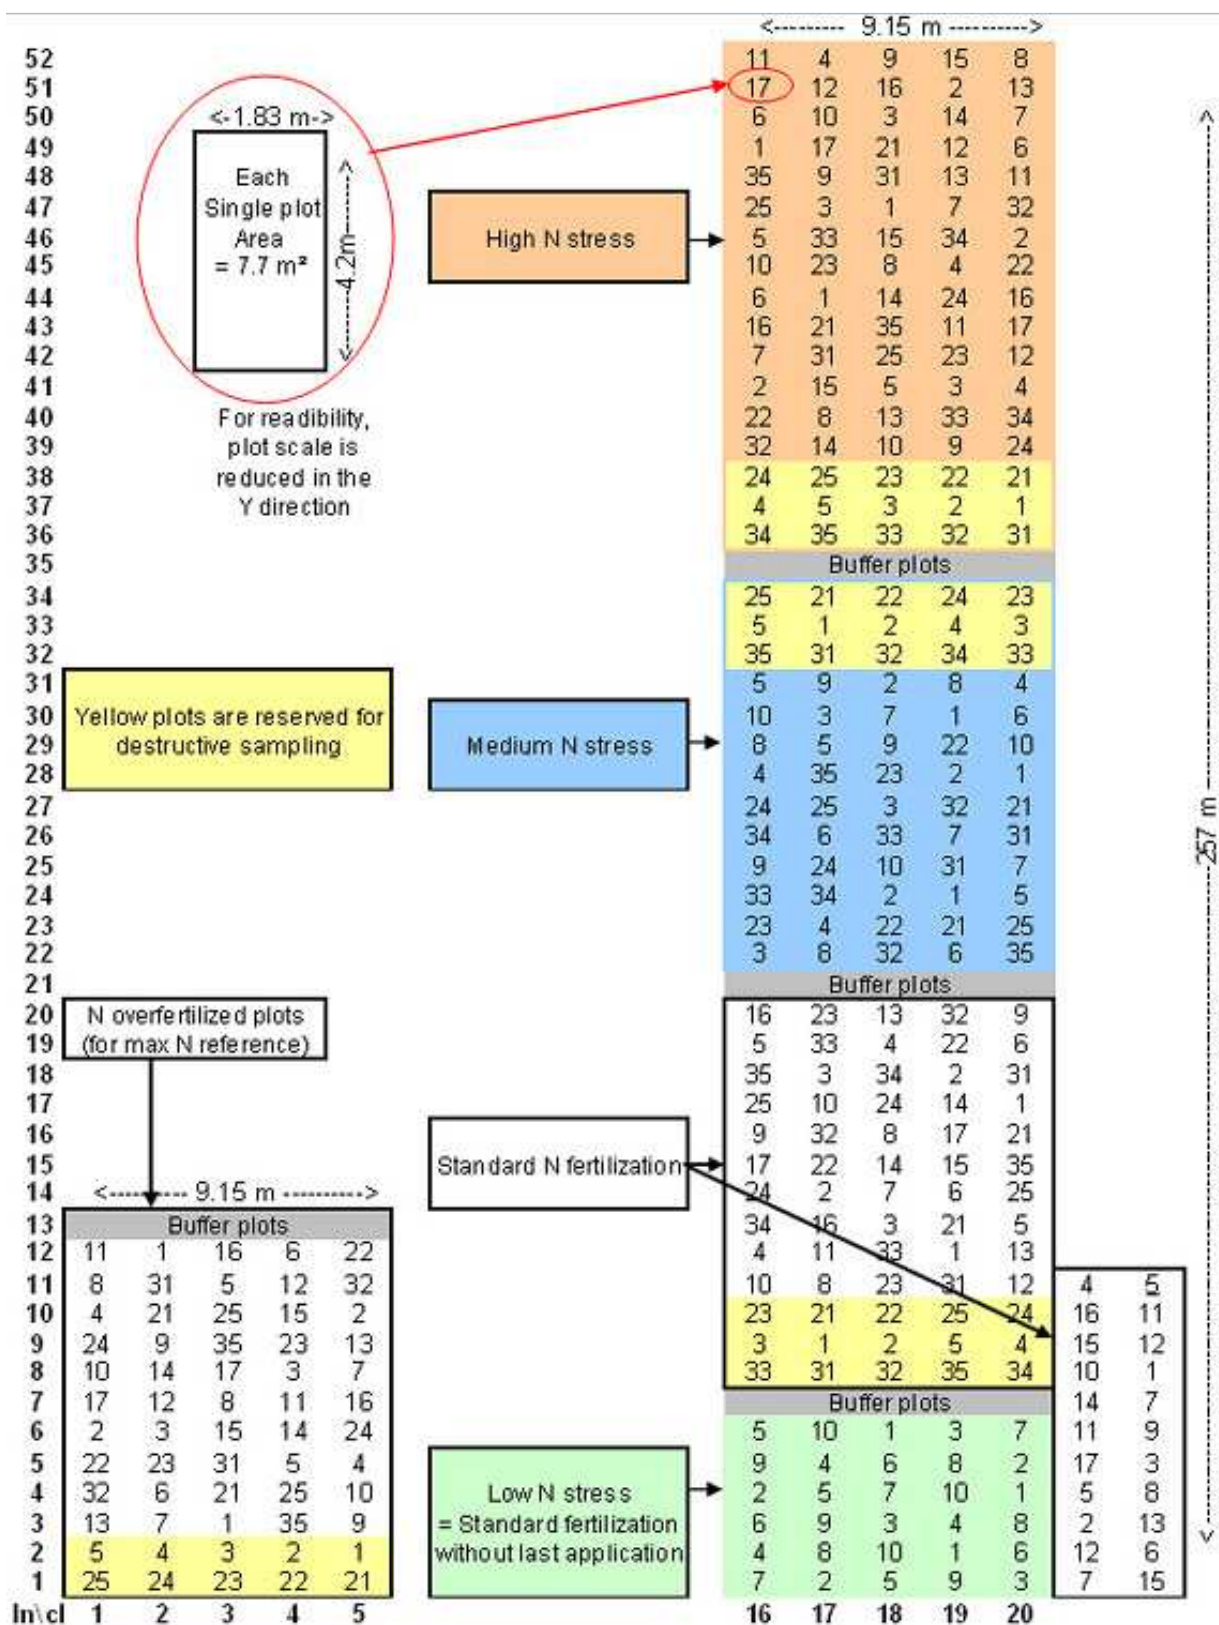 <--------- 9.15 m ---------->
52 11 4 9 15 8
51 17 12 16 2 13
50 <-1.83 m-> 6 10 3 14 7
49 1 17 21 12 6
48 Each 35 9 31 13 11
47 Single plot 25 3 1 7 32
46 Area High N stress 5 33 15 34 2
45 = 7.7 m² 4.2m 10 23 8 4 22
44 6 1 14 24 16
43 16 21 35 11 17
42 7 31 25 23 12
41 2 15 5 3 4
40 For readibility, 22 8 13 33 34
39 plot scale is 32 14 10 9 24
38 reduced in the 24 25 23 22 21
37 Y direction 4 5 3 2 1
36 34 35 33 32 31
35 Buffer plots
34 25 21 22 24 23
33 5 1 2 4 3
32 35 31 32 34 33
31 5 9 2 8 4
30 Yellow plots are reserved for 10 3 7 1 6
29 destructive sampling Medium N stress 8 5 9 22 10
28 4 35 23 2 1
27 24 25 3 32 21
257 m
26 34 6 33 7 31
25 9 24 10 31 7
24 33 34 2 1 5
23 23 4 22 21 25
22 3 8 32 6 35
21 Buffer plots
20 N overfertilized plots 16 23 13 32 9
19 (for max N reference) 5 33 4 22 6
18 35 3 34 2 31
17 25 10 24 14 1
16 9 32 8 17 21
15 Standard N fertilization 17 22 14 15 35
14 <---------- 9.15 m ----------> 24 2 7 6 25
13 Buffer plots 34 16 3 21 5
12 11 1 16 6 22 4 11 33 1 13
11 8 31 5 12 32 10 8 23 31 12 4 5
10 4 21 25 15 2 23 21 22 25 24 16 11
9 24 9 35 23 13 3 1 2 5 4 15 12
8 10 14 17 3 7 33 31 32 35 34 10 1
7 17 12 8 11 16 Buffer plots 14 7
6 2 3 15 14 24 5 10 1 3 7 11 9
5 22 23 31 5 4 9 4 6 8 2 17 3
4 32 6 21 25 10 Low N stress 2 5 7 10 1 5 8
3 13 7 1 35 9 = Standard fertilization 6 9 3 4 8 2 13
2 5 4 3 2 1 without last application 4 8 10 1 6 12 6
1 25 24 23 22 21 7 2 5 9 3 7 15
ln\cl 1 2 3 4 5 16 17 18 19 20